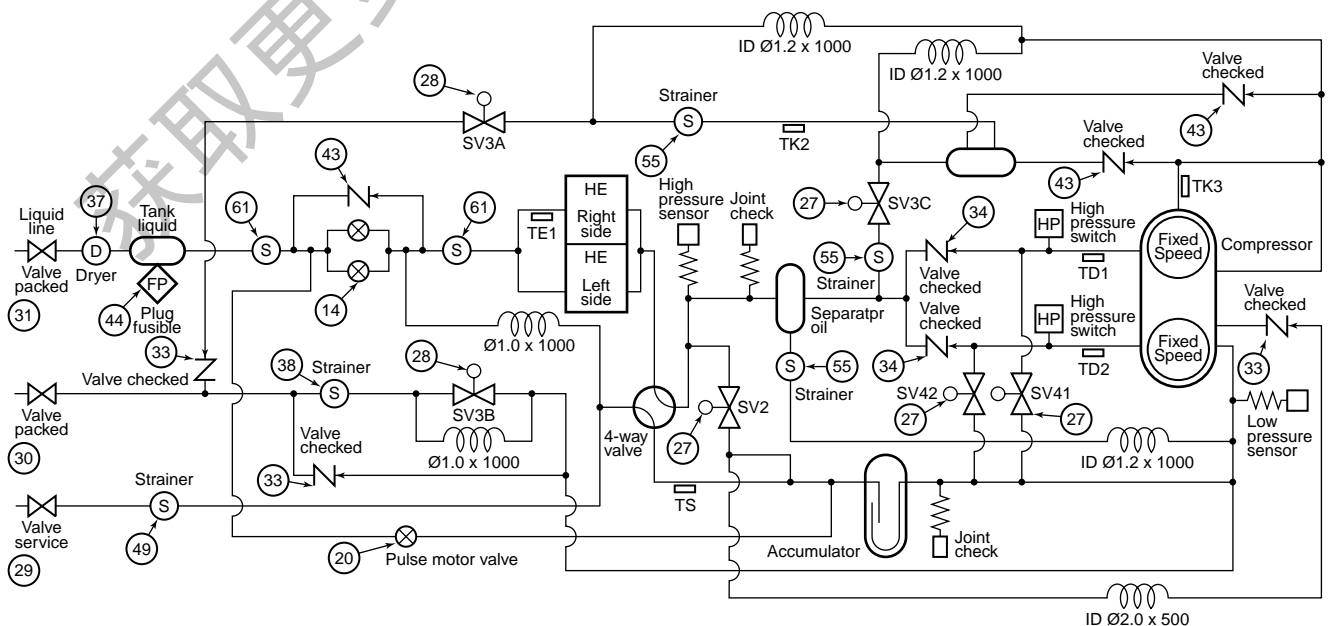 获取更多
ID Ø1.2 x 1000
ID Ø1.2 x 1000
28
SV3A
Strainer
S
55
TK2
Valve
checked
43
Valve
checked
43
TK3
43
37
Liquid
line
Valve
packed
31
D
Dryer
Tank
liquid
FP
44
Plug
fusible
61
S
14
61
S
TE1
HE
Right
side
HE
Left
side
High
pressure
sensor
Joint
check
27
SV3C
55
S
Strainer
34
Valve
checked
HP
High
pressure
switch
TD1
Fixed
Speed
Compressor
Separatpr
oil
Valve
checked
34
HP
High
pressure
switch
TD2
Fixed
Speed
Valve
checked
33
33
Valve checked
ID Ø1.0 x 1000
38
Strainer
S
28
SV3B
Ø1.0 x 1000
4-way
valve
SV2
27
S
55
Strainer
SV42
27
SV41
27
Low
pressure
sensor
ID Ø1.2 x 1000
Valve
packed
30
Valve
checked
33
Strainer
S
49
Valve
service
29
TS
20
Pulse motor valve
Accumulator
Joint
check
ID Ø2.0 x 500